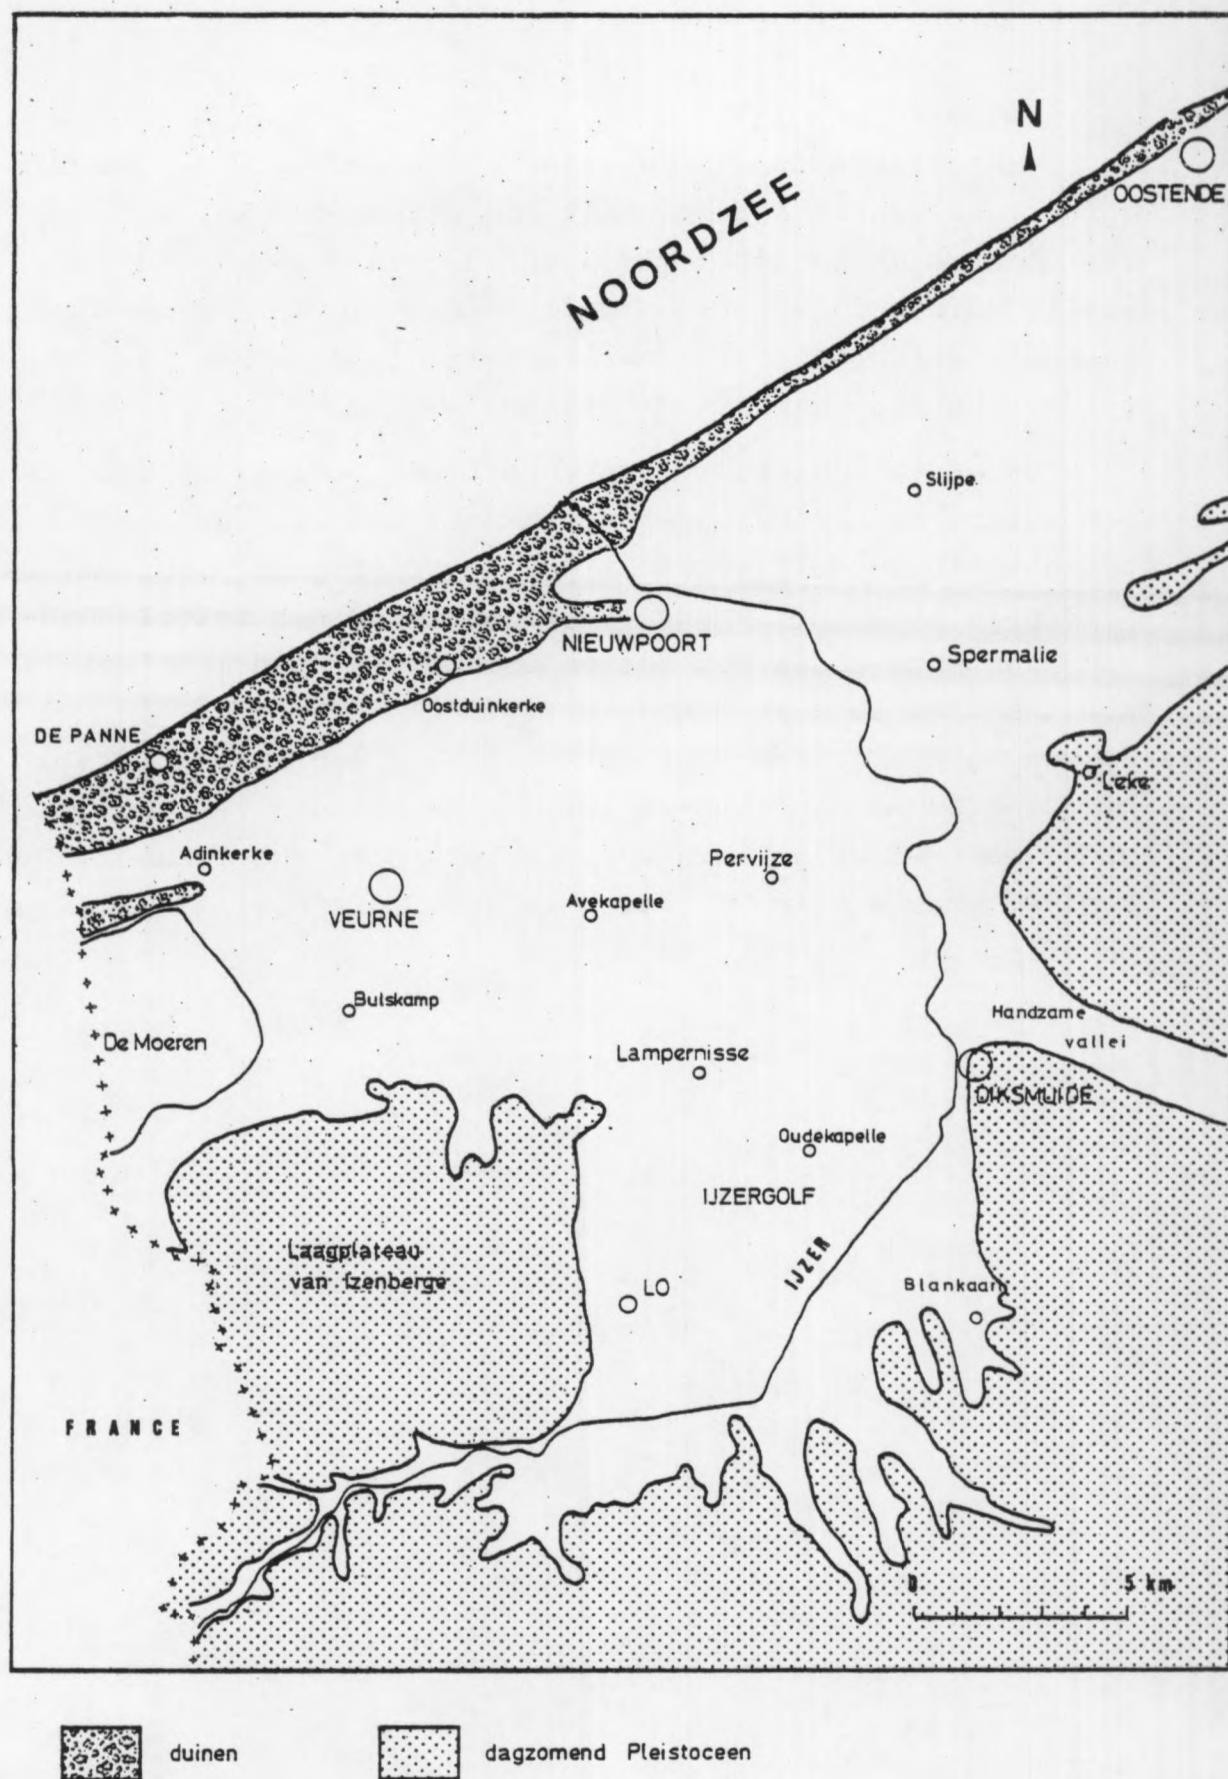 N
OOSTENDE
NOORDZEE
Slijpe
NIEUWPOORT
Spermalie
Oostduinkerke
DE PANNE
Leke
Adinkerke
Pervijze
VEURNE
Avekapelle
Bulskamp
Handzame
vallei
De Moeren
Lampernisse
DIKSMUIDE
Oudekapelle
IJZERGOLF
Laagplateau
van Izenberge
IJZER
LO
Blankaart
FRANCE
0 5 km
duinen
dagzomend Pleistoceen